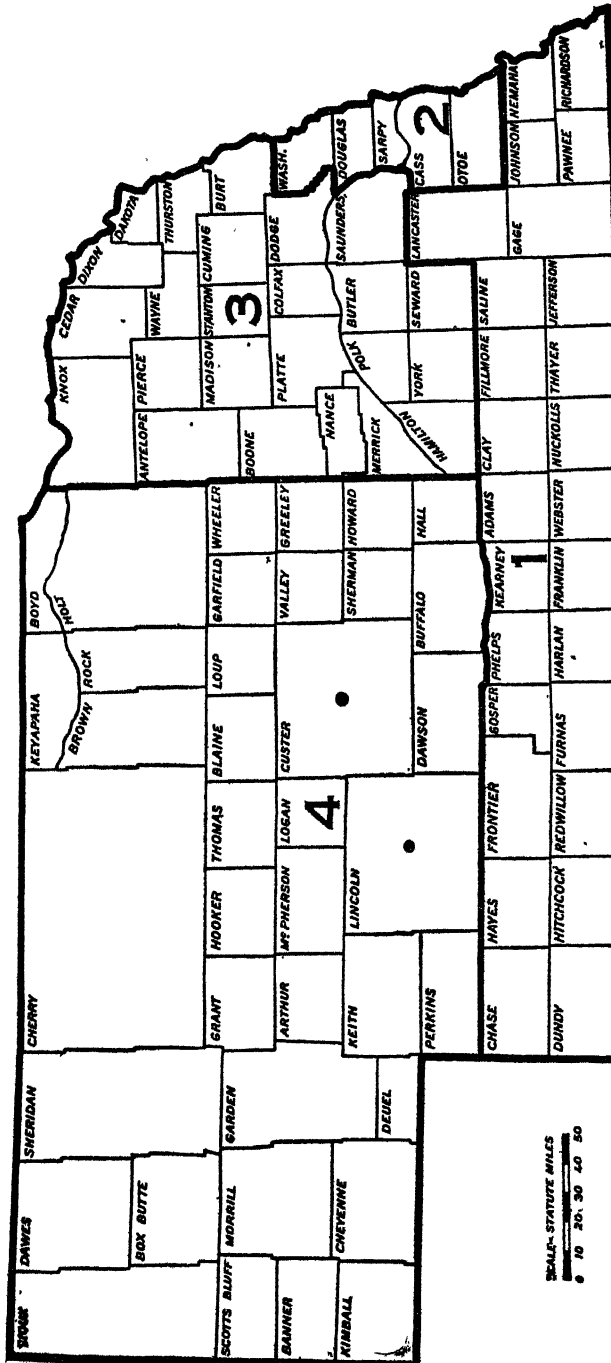 SIOUX
DAWES
SHERIDAN
CHERRY
KEYAPAHA
BOYD
BROWN
ROCK
HOLT
BOX BUTTE
SCOTTS BLUFF
MORRILL
GARDEN
GRANT
HOOKER
THOMAS
BLAINE
LOUP
GARFIELD
WHEELER
BANNER
ARTHUR
McPHERSON
LOGAN
4
CUSTER
VALLEY
GREELEY
KIMBALL
CHEYENNE
DEUEL
KEITH
LINCOLN
SHERMAN
HOWARD
PERKINS
DAWSON
BUFFALO
HALL
CHASE
HAYES
FRONTIER
GOSPER
PHELPS
KEARNEY
ADAMS
CLAY
FILLMORE
SALINE
1
DUNDY
HITCHCOCK
REDWILLOW
FURNAS
HARLAN
FRANKLIN
WEBSTER
NUCKOLLS
THAYER
JEFFERSON
GAGE
PAWNEE
RICHARDSON
JOHNSON
NEMAHA
KNOX
CEDAR
DIXON
DAKOTA
ANTELOPE
PIERCE
WAYNE
THURSTON
BOONE
MADISON
STANTON
CUMING
BURT
3
NANCE
PLATTE
COLFAX
DODGE
WASH.
MERRICK
POLK
BUTLER
SAUNDERS
DOUGLAS
SARPY
HAMILTON
YORK
SEWARD
LANCASTER
CASS
2
OTOE
SCALE - STATUTE MILES
0 10 20 30 40 50